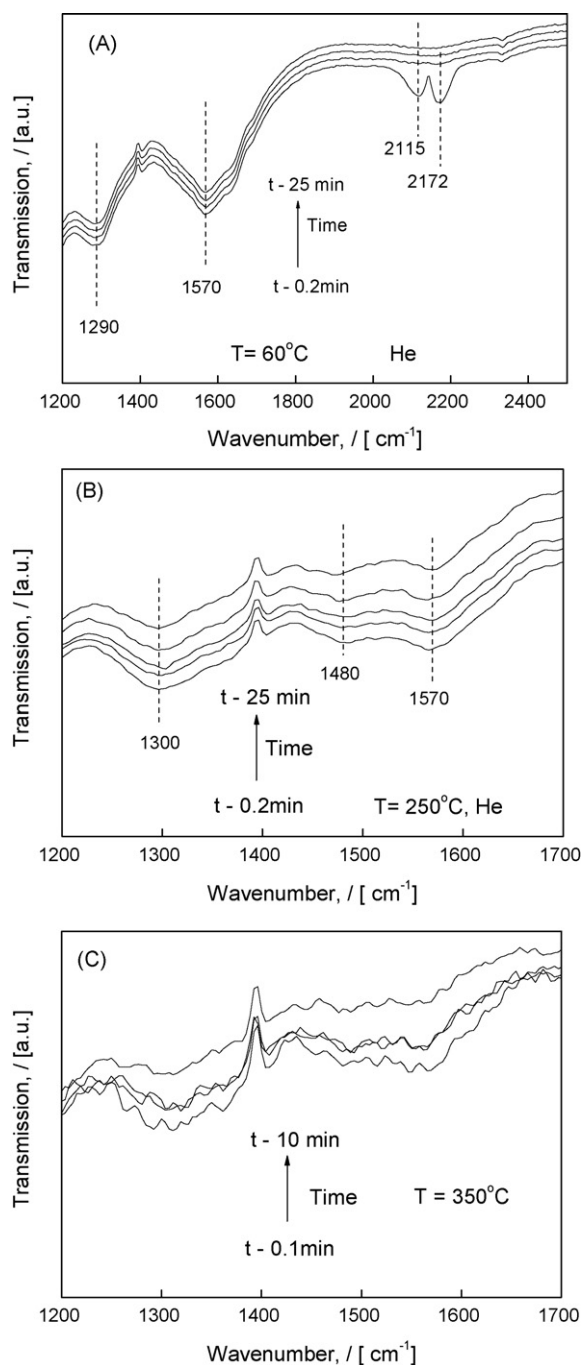 (A)
Transmission, / [a.u.]
2115
2172
t - 25 min
Time
t - 0.2min
1570
1290
T= 60°C He
1200 1400 1600 1800 2000 2200 2400
Wavenumber, / [ cm⁻¹]
(B)
Transmission, / [a.u.]
1480
1570
t - 25 min
1300
Time
t - 0.2min
T= 250°C, He
1200 1300 1400 1500 1600 1700
Wavenumber, / [ cm⁻¹]
(C)
Transmission, / [a.u.]
t - 10 min
Time T = 350°C
t - 0.1min
1200 1300 1400 1500 1600 1700
Wavenumber, / [ cm⁻¹]